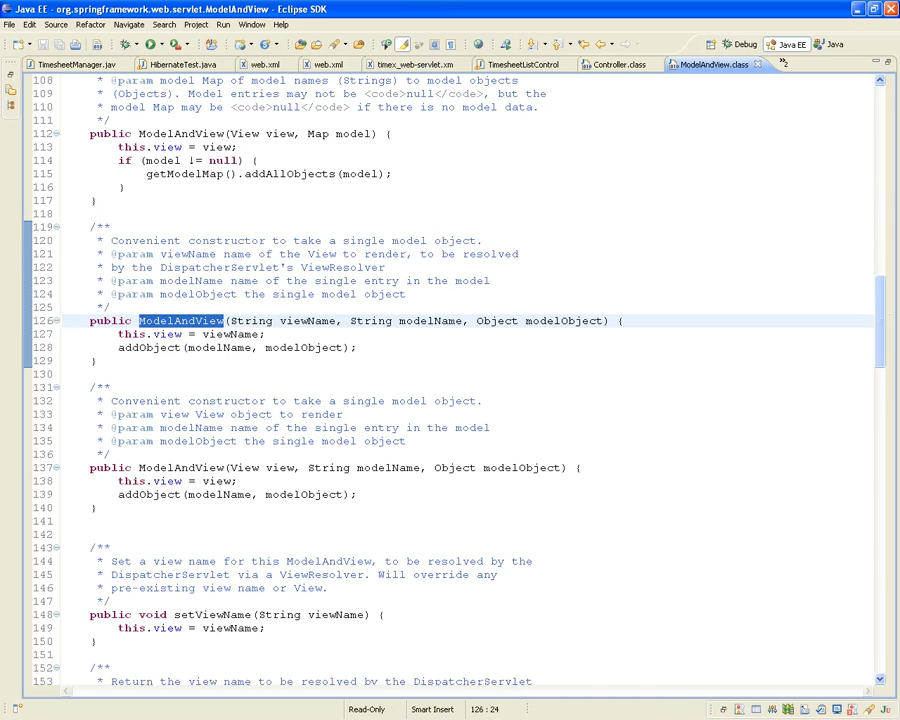 Java EE - org.springframework.web.servlet.ModelAndView - Eclipse SDK
File Edit Source Refactor Navigate Search Project Run Window Help
Debug Java EE Java
TimesheetManager.java HibernateTest.java web.xml web.xml timex_web-servlet.xm TimesheetListControl Controller.class ModelAndView.class »2
108 * @param model Map of model names (Strings) to model objects
109 * (Objects). Model entries may not be <code>null</code>, but the
110 * model Map may be <code>null</code> if there is no model data.
111 */
112 public ModelAndView(View view, Map model) {
113 this.view = view;
114 if (model != null) {
115 getModelMap().addAllObjects(model);
116 }
117 }
118
119 /**
120 * Convenient constructor to take a single model object.
121 * @param viewName name of the View to render, to be resolved
122 * by the DispatcherServlet's ViewResolver
123 * @param modelName name of the single entry in the model
124 * @param modelObject the single model object
125 */
126 public ModelAndView(String viewName, String modelName, Object modelObject) {
127 this.view = viewName;
128 addObject(modelName, modelObject);
129 }
130
131 /**
132 * Convenient constructor to take a single model object.
133 * @param view View object to render
134 * @param modelName name of the single entry in the model
135 * @param modelObject the single model object
136 */
137 public ModelAndView(View view, String modelName, Object modelObject) {
138 this.view = view;
139 addObject(modelName, modelObject);
140 }
141
142
143 /**
144 * Set a view name for this ModelAndView, to be resolved by the
145 * DispatcherServlet via a ViewResolver. Will override any
146 * pre-existing view name or View.
147 */
148 public void setViewName(String viewName) {
149 this.view = viewName;
150 }
151
152 /**
153 * Return the view name to be resolved by the DispatcherServlet
Read-Only Smart Insert 126 : 24